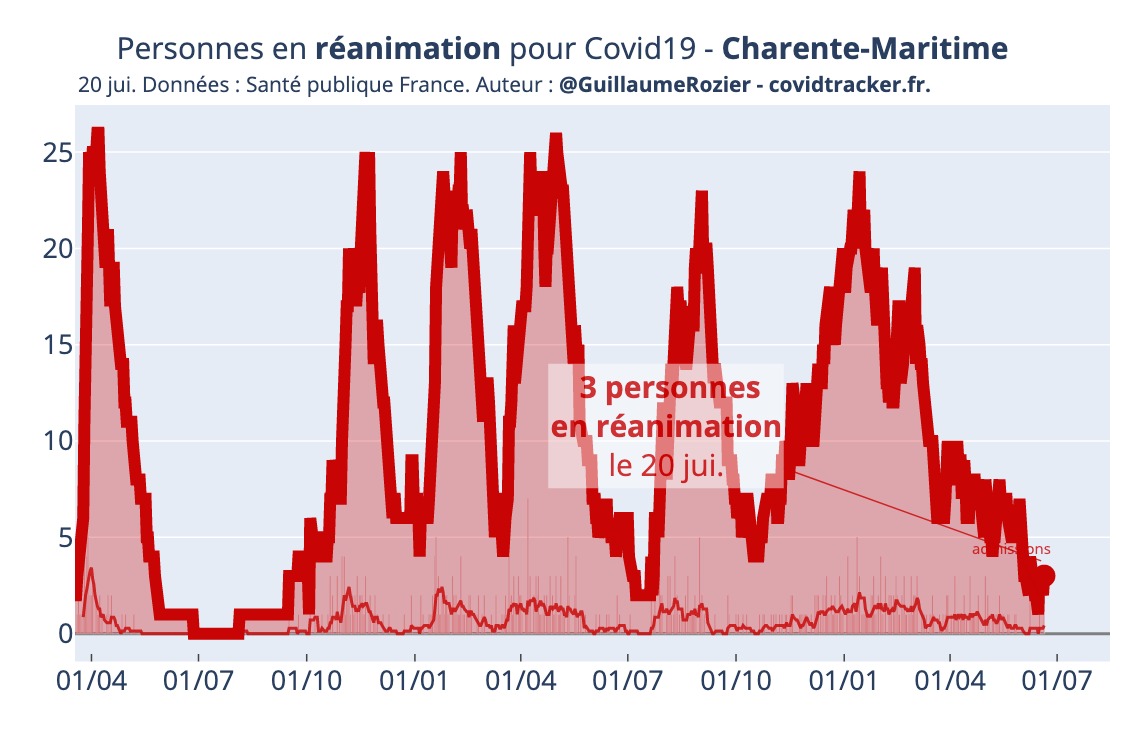 Personnes en réanimation pour Covid19 - Charente-Maritime
20 jui. Données : Santé publique France. Auteur : @GuillaumeRozier - covidtracker.fr.
25
20
15
10
5
0
3 personnes
en réanimation
le 20 jui.
admissions
01/04 01/07 01/10 01/01 01/04 01/07 01/10 01/01 01/04 01/07